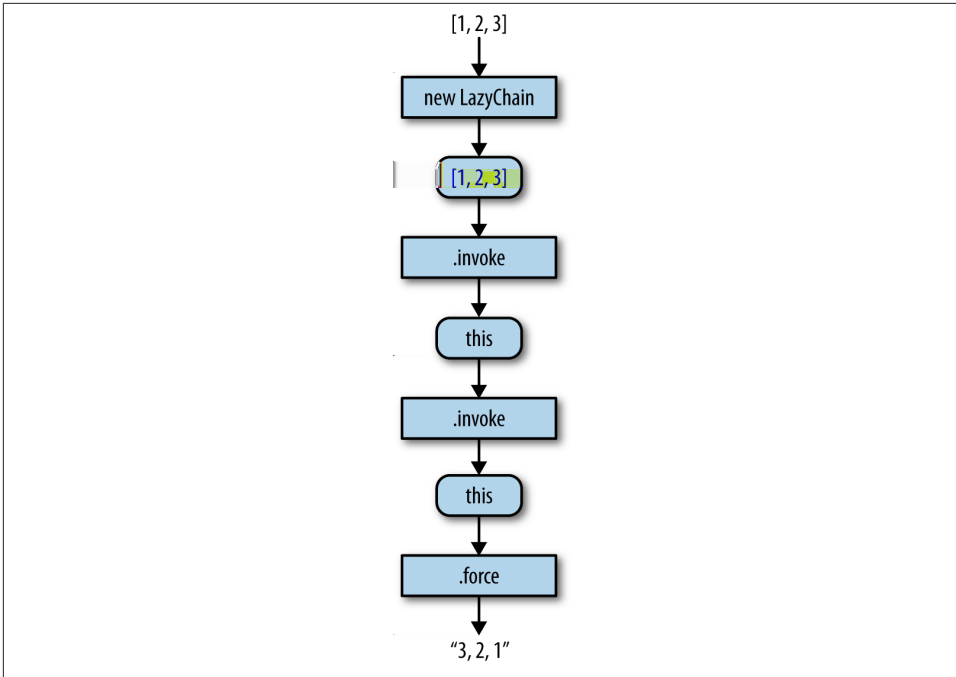 [1, 2, 3]
new LazyChain
[1, 2, 3]
.invoke
this
.invoke
this
.force
“3, 2, 1”